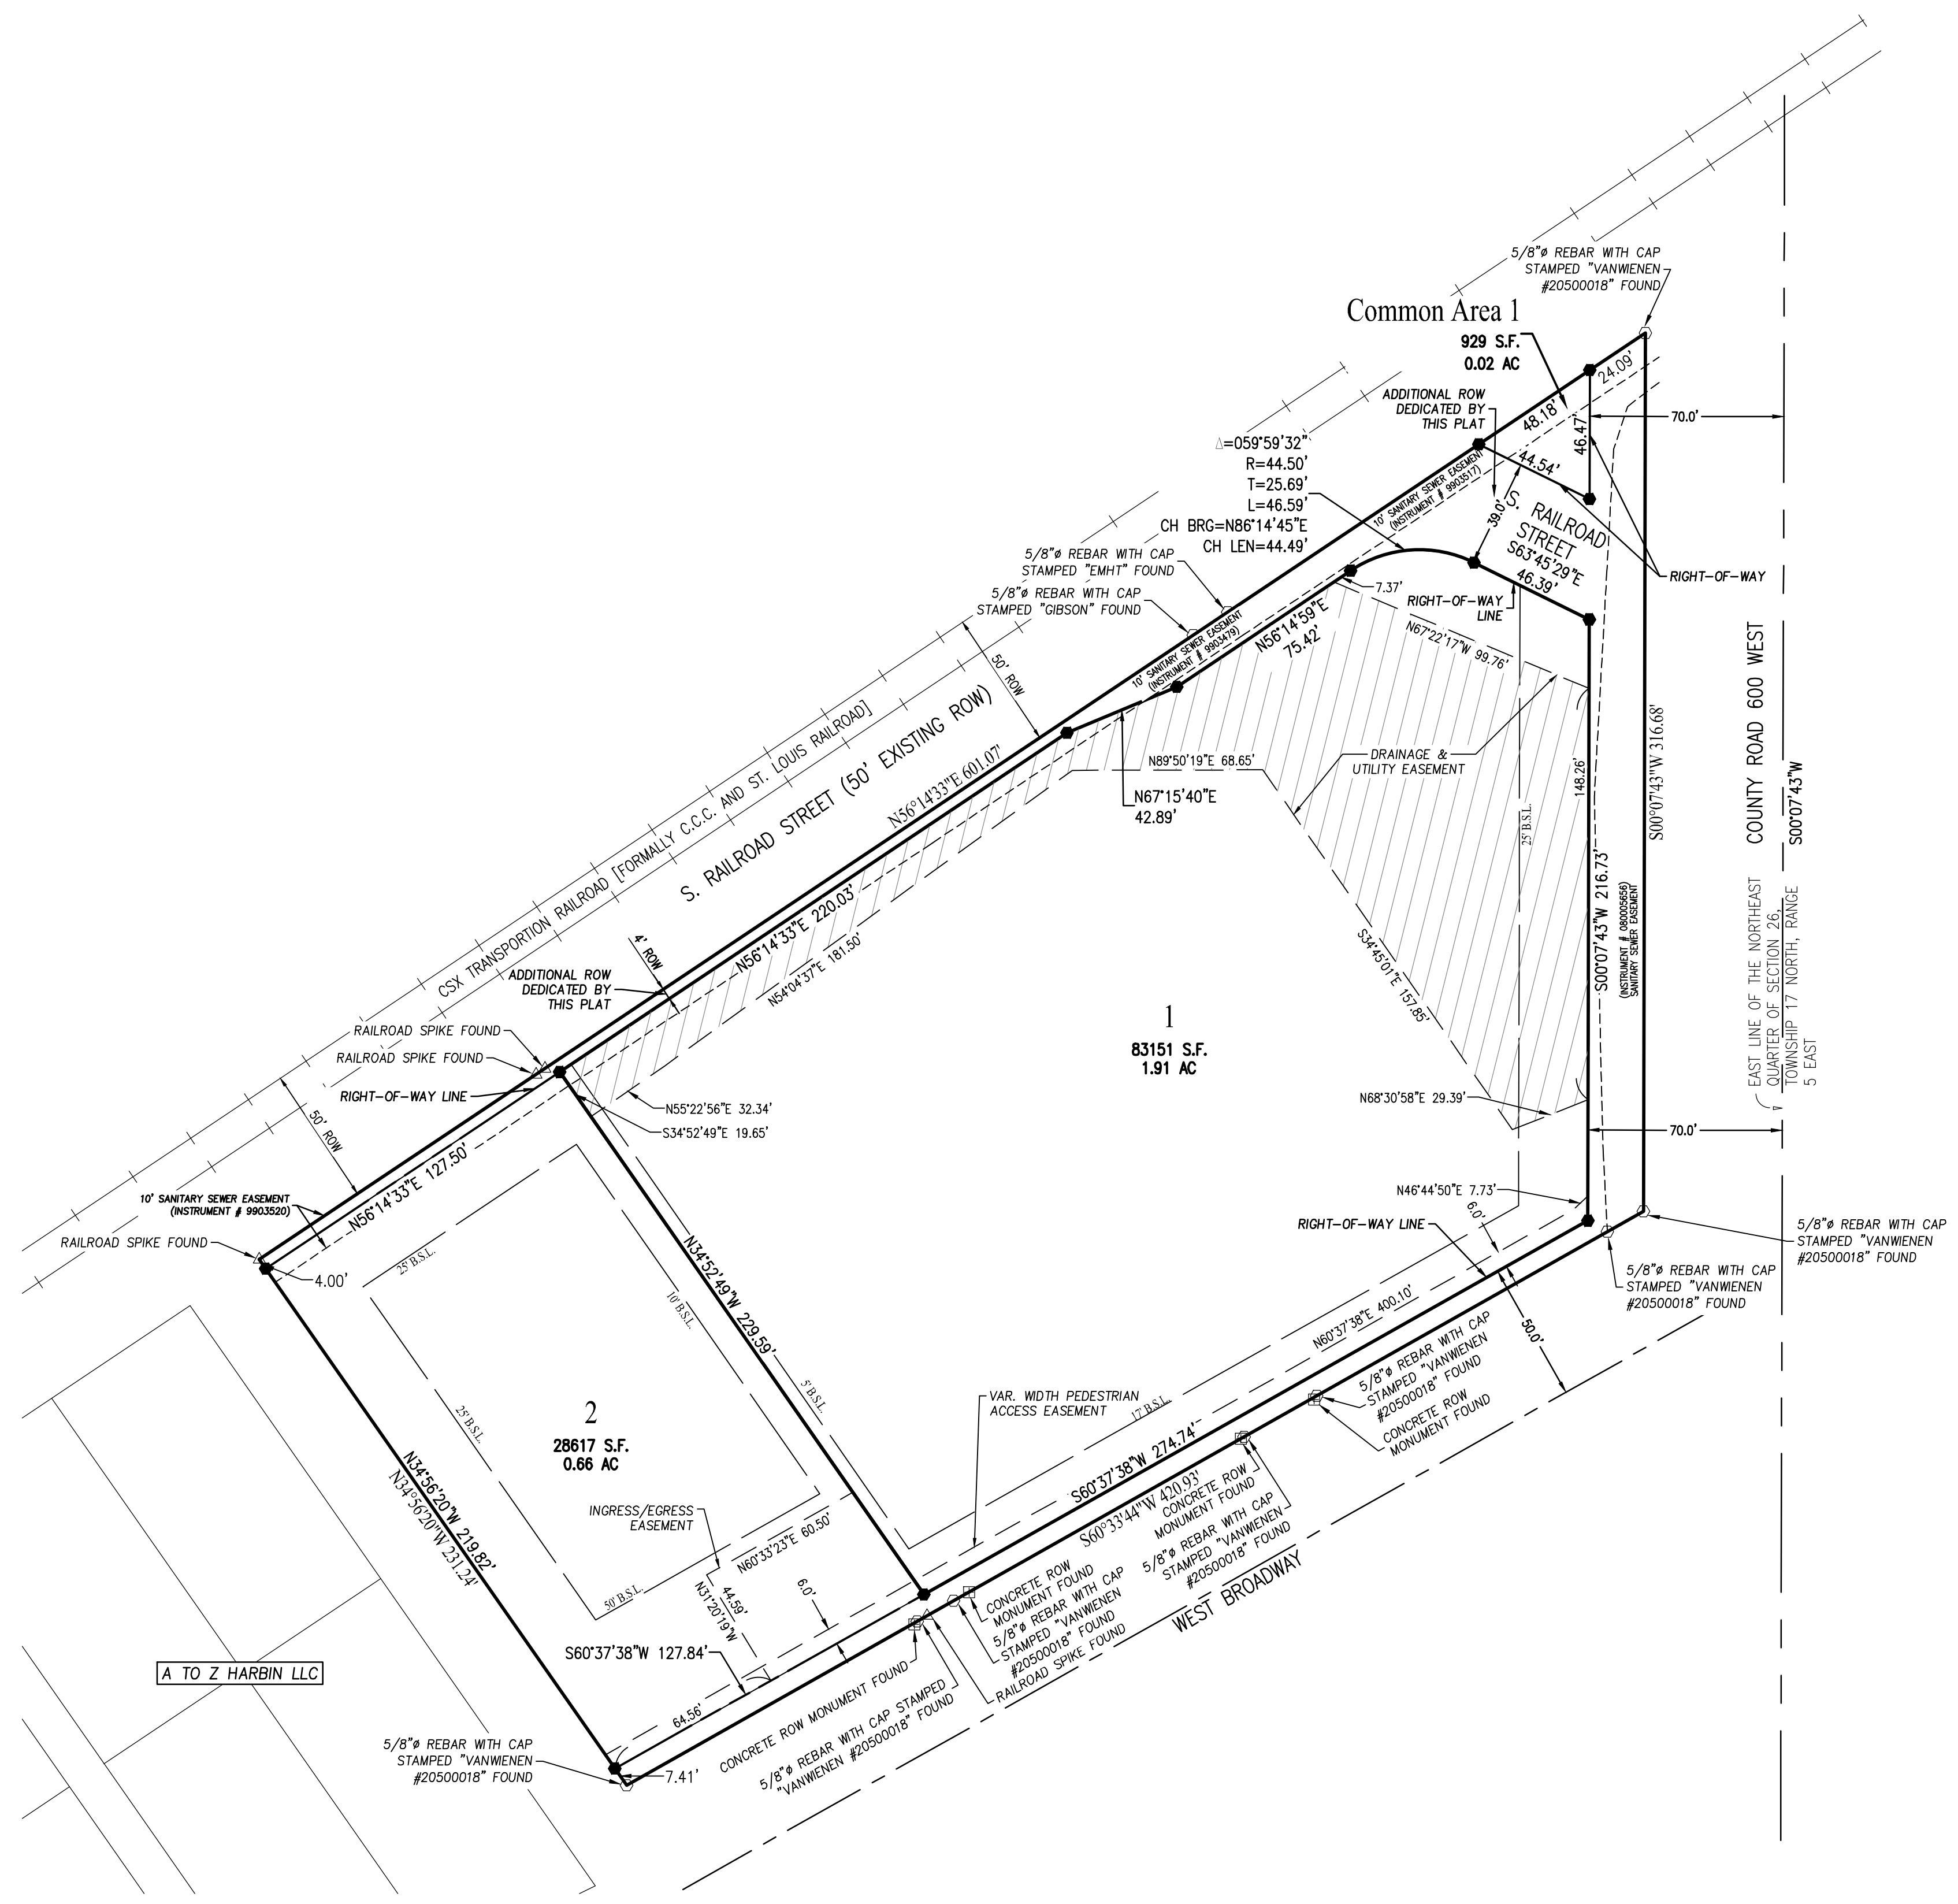 5/8"ø REBAR WITH CAP
STAMPED "VANWIENEN
#20500018" FOUND
Common Area 1
929 S.F.
0.02 AC
24.09'
ADDITIONAL ROW
DEDICATED BY
THIS PLAT
48.18'
46.47'
70.0'
44.54'
Δ=059°59'32"
R=44.50'
T=25.69'
L=46.59'
CH BRG=N86°14'45"E
CH LEN=44.49'
10' SANITARY SEWER EASEMENT
(INSTRUMENT # 9903517)
39.0'
S. RAILROAD
STREET
S63°45'29"E
46.39'
RIGHT-OF-WAY
5/8"ø REBAR WITH CAP
STAMPED "EMHT" FOUND
5/8"ø REBAR WITH CAP
STAMPED "GIBSON" FOUND
7.37'
RIGHT-OF-WAY
LINE
N56°14'59"E
75.42'
N67°22'17"W 99.76'
10' SANITARY SEWER EASEMENT
(INSTRUMENT # 9903479)
50' ROW
CSX TRANSPORTION RAILROAD [FORMALLY C.C.C. AND ST. LOUIS RAILROAD]
S. RAILROAD STREET (50' EXISTING ROW)
N56°14'33"E 601.07'
N89°50'19"E 68.65'
DRAINAGE &
UTILITY EASEMENT
N67°15'40"E
42.89'
148.26'
25' B.S.L.
S00°07'43"W 316.68'
COUNTY ROAD 600 WEST
S00°07'43"W
S00°07'43"W 216.73'
(INSTRUMENT # 080005656)
SANITARY SEWER EASEMENT
EAST LINE OF THE NORTHEAST
QUARTER OF SECTION 26,
TOWNSHIP 17 NORTH, RANGE
5 EAST
4' ROW
N56°14'33"E 220.03'
N54°04'37"E 181.50'
S34°45'01"E 157.85'
ADDITIONAL ROW
DEDICATED BY
THIS PLAT
RAILROAD SPIKE FOUND
RAILROAD SPIKE FOUND
RIGHT-OF-WAY LINE
1
83151 S.F.
1.91 AC
N55°22'56"E 32.34'
S34°52'49"E 19.65'
N68°30'58"E 29.39'
70.0'
50' ROW
N56°14'33"E 127.50'
10' SANITARY SEWER EASEMENT
(INSTRUMENT # 9903520)
RAILROAD SPIKE FOUND
4.00'
25' B.S.L.
N34°52'49"W 229.59'
10' B.S.L.
5' B.S.L.
N46°44'50"E 7.73'
6.0'
RIGHT-OF-WAY LINE
5/8"ø REBAR WITH CAP
STAMPED "VANWIENEN
#20500018" FOUND
5/8"ø REBAR WITH CAP
STAMPED "VANWIENEN
#20500018" FOUND
N60°37'38"E 400.10'
50.0'
5/8"ø REBAR WITH CAP
STAMPED "VANWIENEN
#20500018" FOUND
CONCRETE ROW
MONUMENT FOUND
VAR. WIDTH PEDESTRIAN
ACCESS EASEMENT
17' B.S.L.
S60°37'38"W 274.74'
S60°33'44"W 420.93'
25' B.S.L.
2
28617 S.F.
0.66 AC
N34°56'20"W 219.82'
N34°56'20"W 231.24'
INGRESS/EGRESS
EASEMENT
N60°33'23"E 60.50'
50' B.S.L.
44.59'
N31°20'19"W
6.0'
CONCRETE ROW
MONUMENT FOUND
5/8"ø REBAR WITH CAP
STAMPED "VANWIENEN
#20500018" FOUND
CONCRETE ROW
MONUMENT FOUND
5/8"ø REBAR WITH CAP
STAMPED "VANWIENEN
#20500018" FOUND
RAILROAD SPIKE FOUND
WEST BROADWAY
S60°37'38"W 127.84'
64.56'
A TO Z HARBIN LLC
CONCRETE ROW MONUMENT FOUND
5/8"ø REBAR WITH CAP STAMPED
"VANWIENEN #20500018" FOUND
5/8"ø REBAR WITH CAP
STAMPED "VANWIENEN
#20500018" FOUND
7.41'